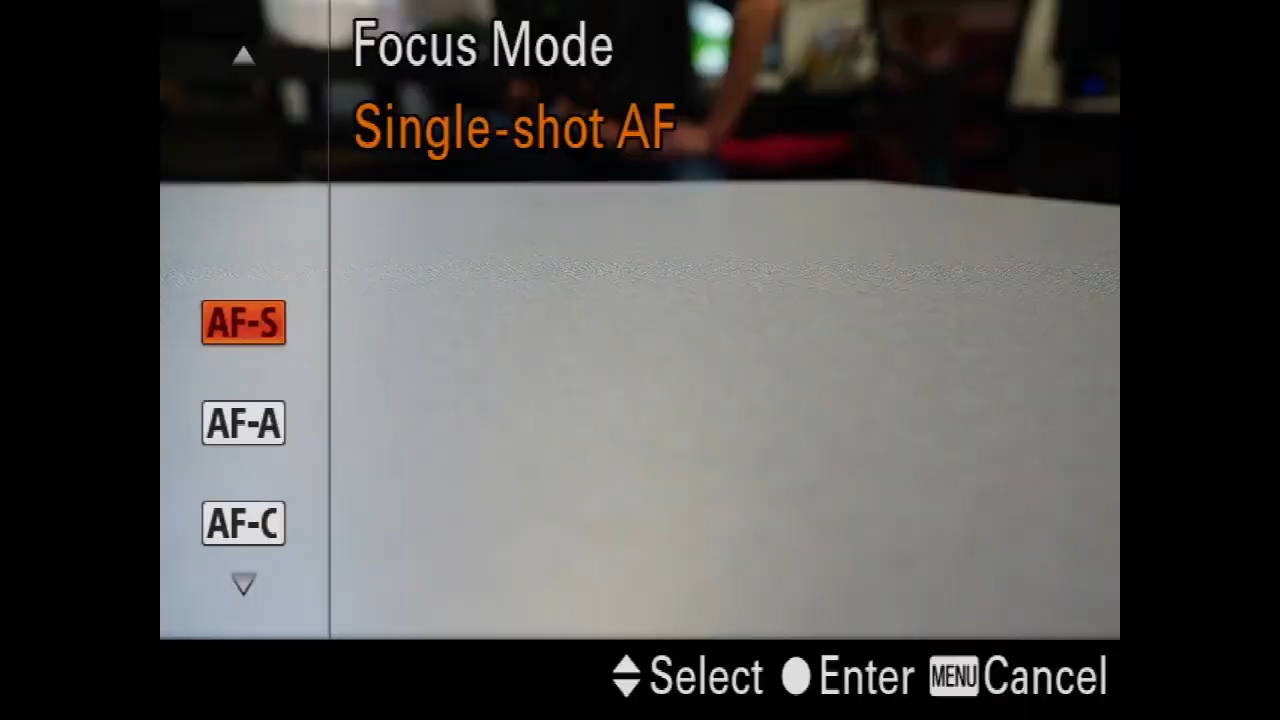 Focus Mode
Single-shot AF
AF-S
AF-A
AF-C
Select Enter MENU Cancel